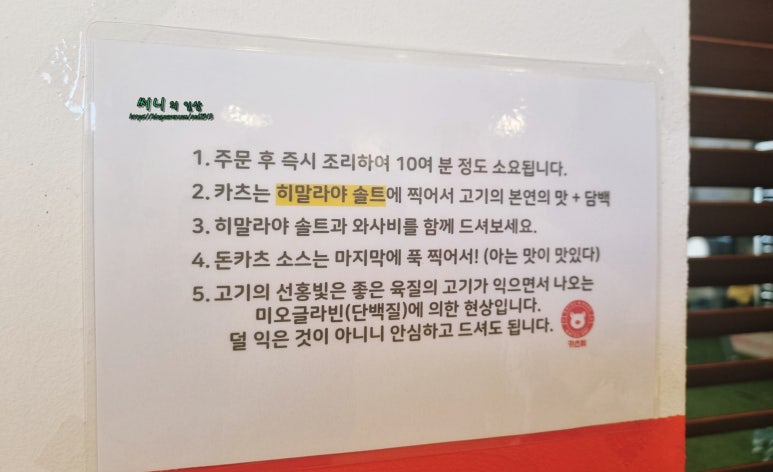 써니의 일상
1. 주문 후 즉시 조리하여 10여 분 정도 소요됩니다.
2. 카츠는 히말라야 솔트에 찍어서 고기의 본연의 맛 + 담백
3. 히말라야 솔트과 와사비를 함께 드셔보세요.
4. 돈카츠 소스는 마지막에 푹 찍어서! (아는 맛이 맛있다)
5. 고기의 선홍빛은 좋은 육질의 고기가 익으면서 나오는
미오글라빈(단백질)에 의한 현상입니다.
덜 익은 것이 아니니 안심하고 드셔도 됩니다.